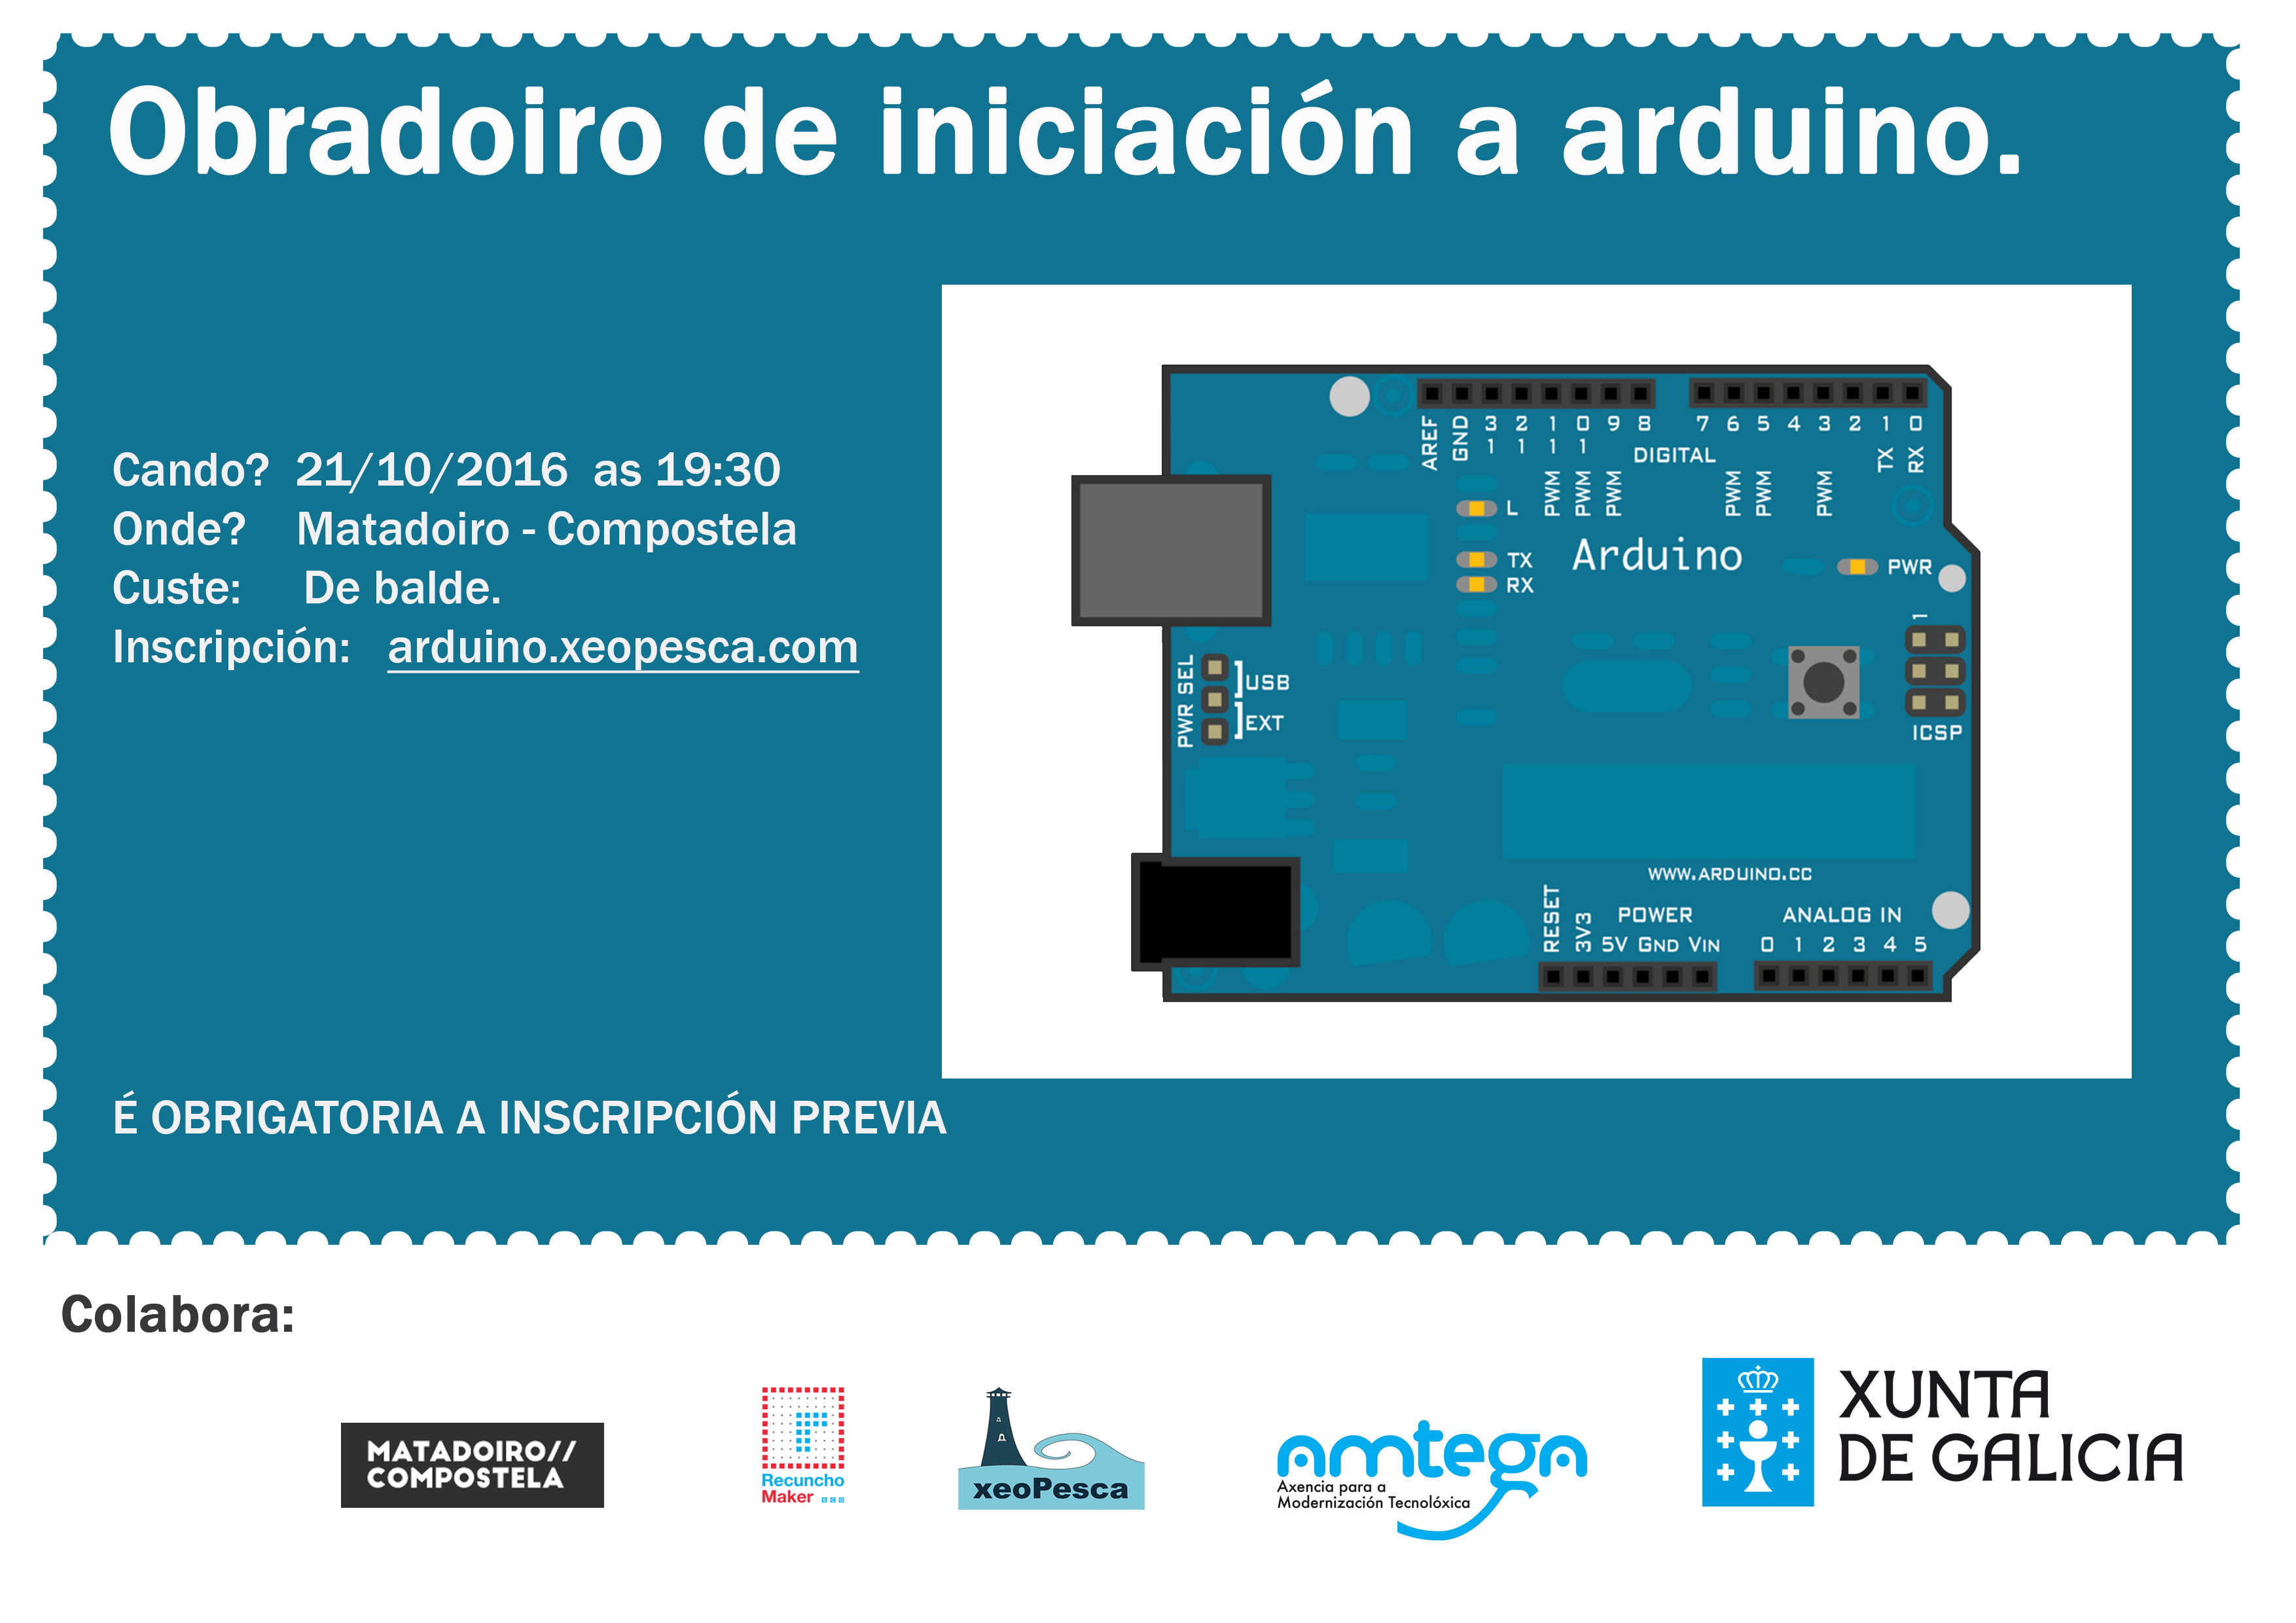 Obradoiro de iniciación a arduino.
Cando? 21/10/2016 as 19:30
Onde? Matadoiro - Compostela
Custe: De balde.
Inscripción: arduino.xeopesca.com
AREF GND 13 12 11 10 9 8 7 6 5 4 3 2 1 0
DIGITAL TX RX
PWM PWM PWM PWM PWM PWM
L
TX
RX
Arduino
PWR
1
ICSP
PWR SEL
USB
EXT
WWW.ARDUINO.CC
RESET 3V3
POWER ANALOG IN
5V GND VIN 0 1 2 3 4 5
É OBRIGATORIA A INSCRIPCIÓN PREVIA
Colabora:
MATADOIRO//
COMPOSTELA
Recuncho
Maker
xeoPesca
amtega
Axencia para a
Modernización Tecnolóxica
XUNTA
DE GALICIA